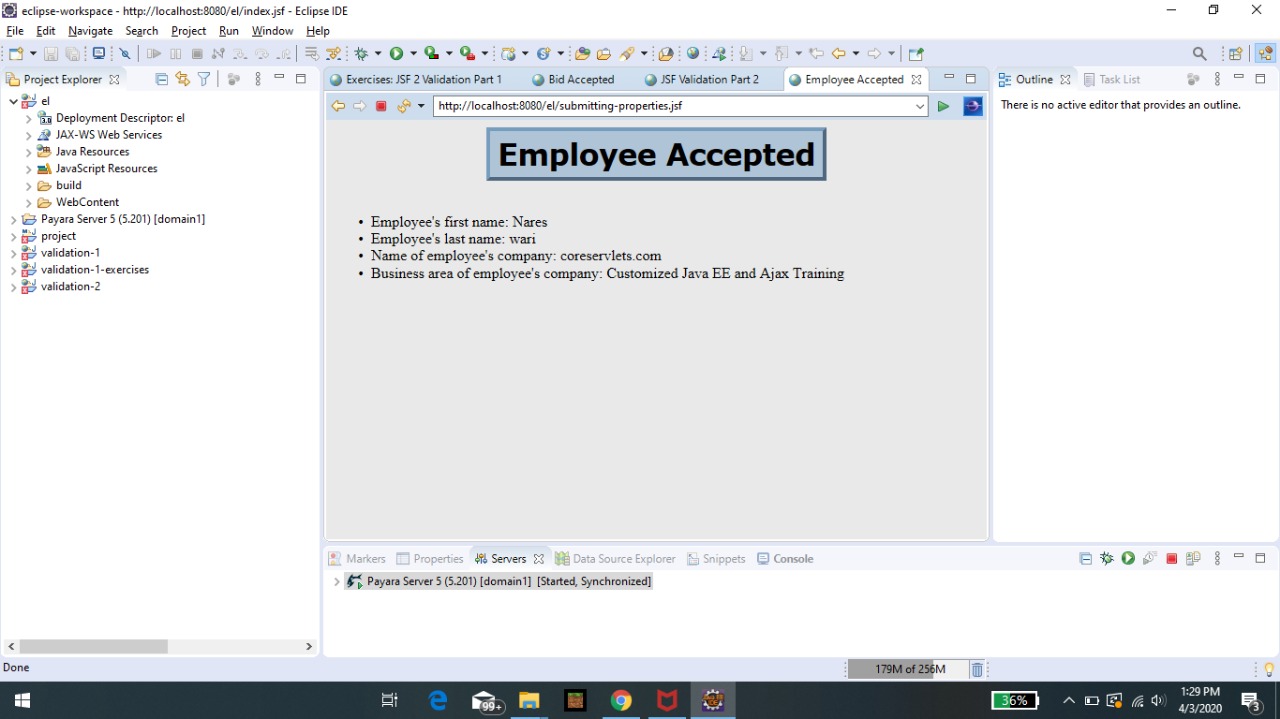 eclipse-workspace - http://localhost:8080/el/index.jsf - Eclipse IDE
File Edit Navigate Search Project Run Window Help
Project Explorer
Exercises: JSF 2 Validation Part 1
Bid Accepted
JSF Validation Part 2
Employee Accepted
Outline
Task List
el
Deployment Descriptor: el
JAX-WS Web Services
Java Resources
JavaScript Resources
build
WebContent
Payara Server 5 (5.201) [domain1]
project
validation-1
validation-1-exercises
validation-2
http://localhost:8080/el/submitting-properties.jsf
Employee Accepted
• Employee's first name: Nares
• Employee's last name: wari
• Name of employee's company: coreservlets.com
• Business area of employee's company: Customized Java EE and Ajax Training
There is no active editor that provides an outline.
Markers Properties Servers Data Source Explorer Snippets Console
Payara Server 5 (5.201) [domain1] [Started, Synchronized]
Done
179M of 256M
99+
36%
1:29 PM
4/3/2020
3